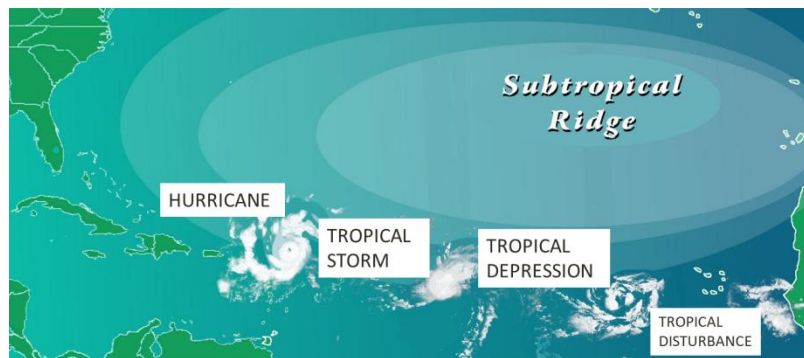 Subtropical
Ridge
HURRICANE
TROPICAL
STORM
TROPICAL
DEPRESSION
TROPICAL
DISTURBANCE